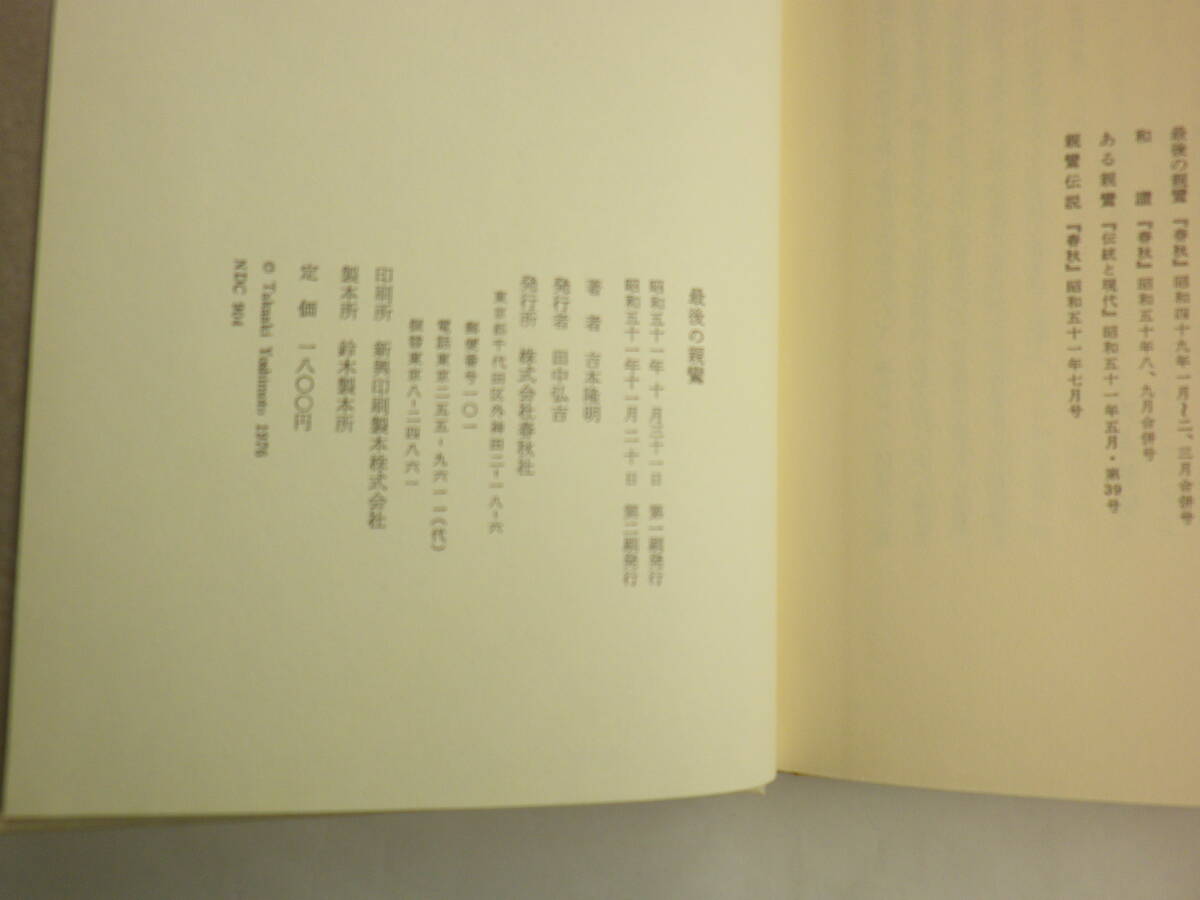 最後の親鸞『春秋』昭和四十九年一月〜二、三月合併号
和讃『春秋』昭和五十年八、九月合併号
ある親鸞『伝統と現代』昭和五十一年五月・第39号
親鸞伝説『春秋』昭和五十一年七月号
最後の親鸞
昭和五十一年十月三十一日 第一刷発行
昭和五十一年十一月二十日 第二刷発行
著者 吉本隆明
発行者 田中弘吉
発行所 株式会社春秋社
東京都千代田区外神田二-一八-六
郵便番号一〇一
電話東京二五五-九六一一(代)
振替東京八-二四八六一
印刷所 新興印刷製本株式会社
製本所 鈴木製本所
定価 一八〇〇円
© Takaaki Yoshimoto 1976
NDC 904